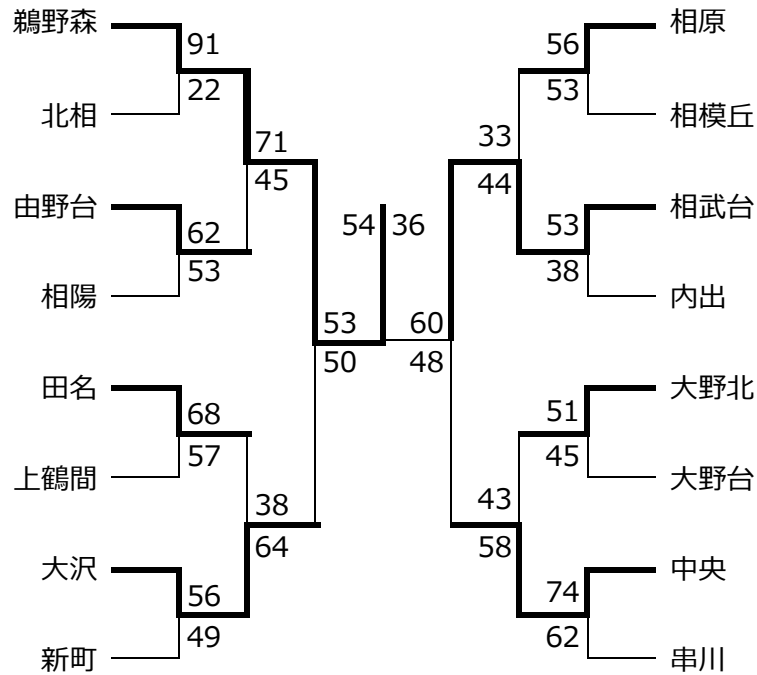 鵜野森
91
22
北相
71
45
由野台
62
53
相陽
53
50
田名
68
57
上鶴間
38
64
大沢
56
49
新町
54 36
相原
56
53
相模丘
33
44
相武台
53
38
内出
60
48
大野北
51
45
大野台
43
58
中央
74
62
串川